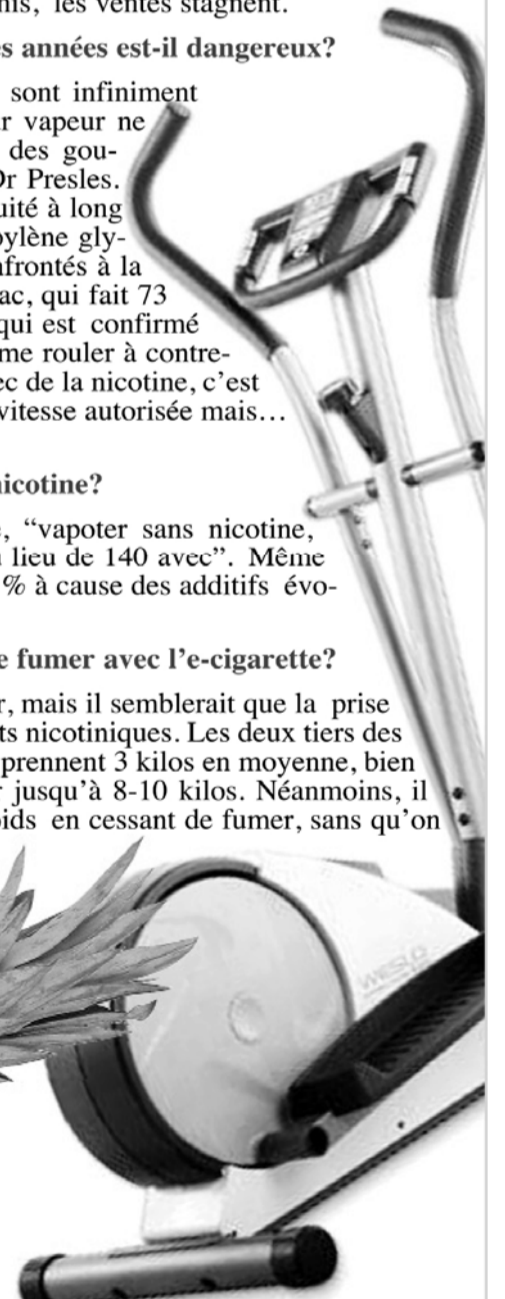 nis, les ventes stagnent.
s années est-il dangereux?
sont infiniment
r vapeur ne
des gou-
Dr Presles.
uité à long
pylène gly-
nfrontés à la
ac, qui fait 73
qui est confirmé
me rouler à contre-
ec de la nicotine, c’est
vitesse autorisée mais…
nicotine?
, “vapoter sans nicotine,
lieu de 140 avec”. Même
% à cause des additifs évo-
e fumer avec l’e-cigarette?
r, mais il semblerait que la prise
ts nicotiniques. Les deux tiers des
prennent 3 kilos en moyenne, bien
jusqu’à 8-10 kilos. Néanmoins, il
ids en cessant de fumer, sans qu’on
WESLO